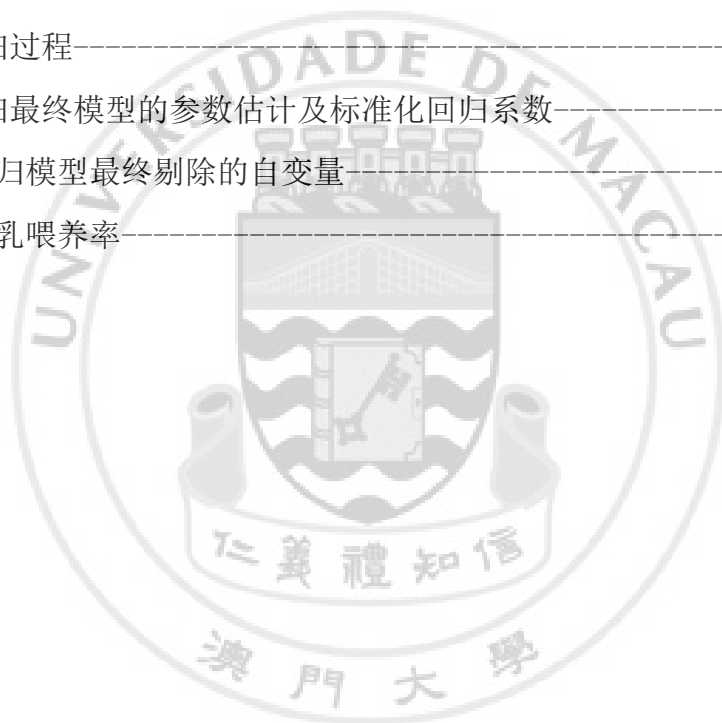 由过程
由最终模型的参数估计及标准化回归系数
归模型最终剔除的自变量
乳喂养率
UNIVERSIDADE DE MACAU
仁義禮知信
澳門大學